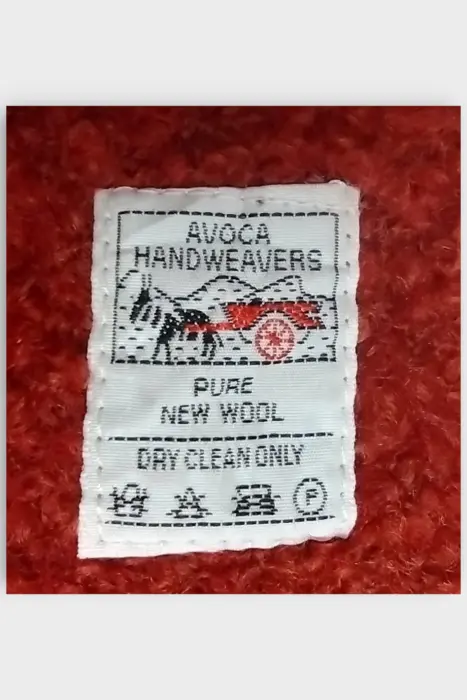 AVOCA
HANDWEAVERS
PURE
NEW WOOL
DRY CLEAN ONLY
P